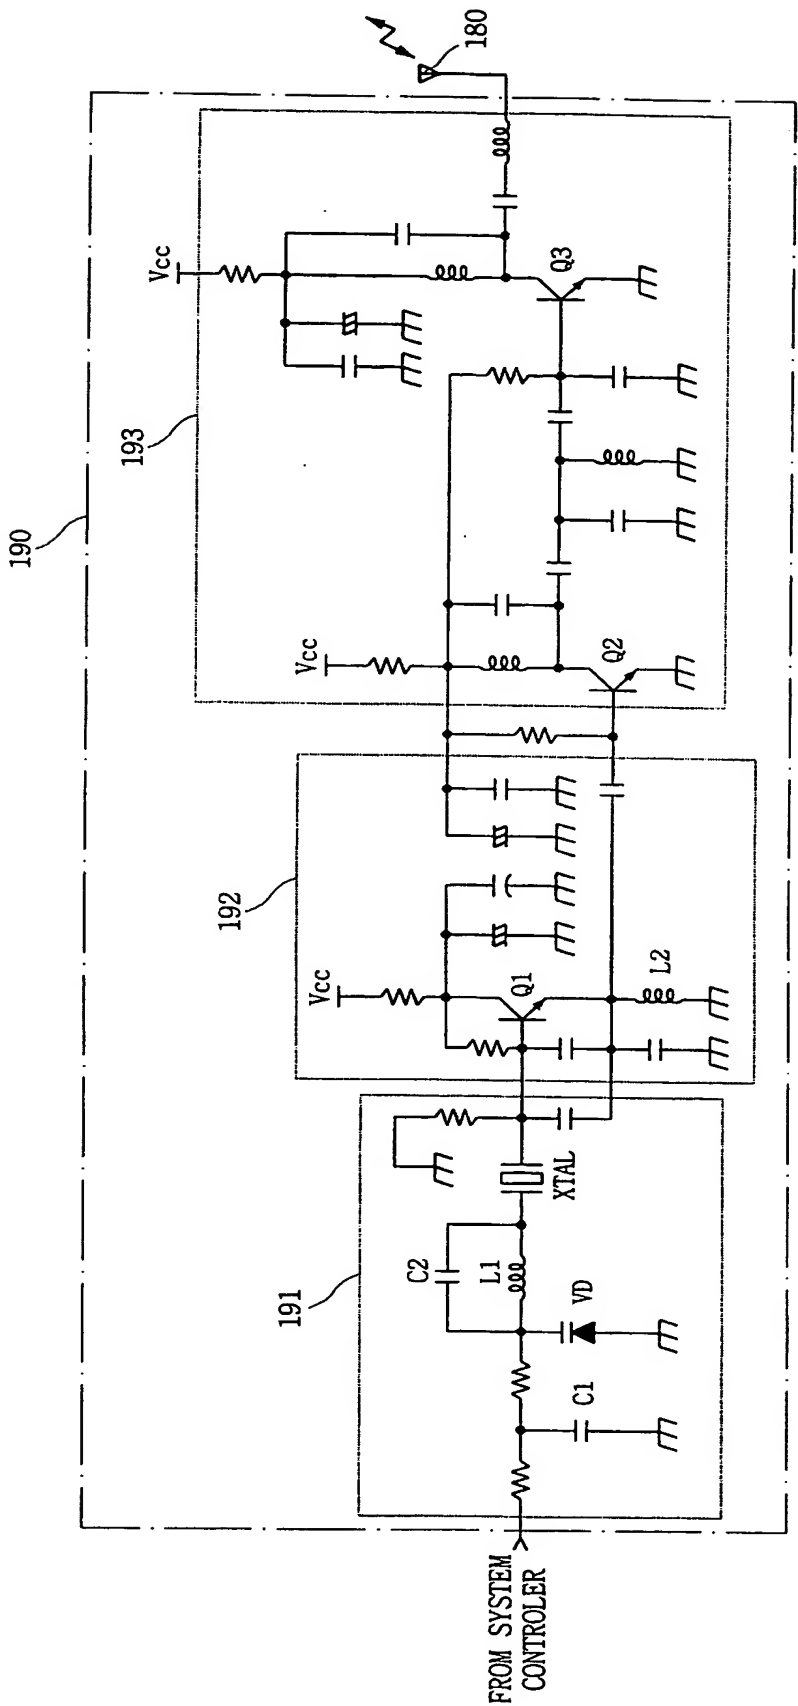 190
193
192
191
180
Vcc
Vcc
Vcc
Q3
Q2
Q1
L2
XTAL
C2
L1
VD
C1
FROM SYSTEM
CONTROLER